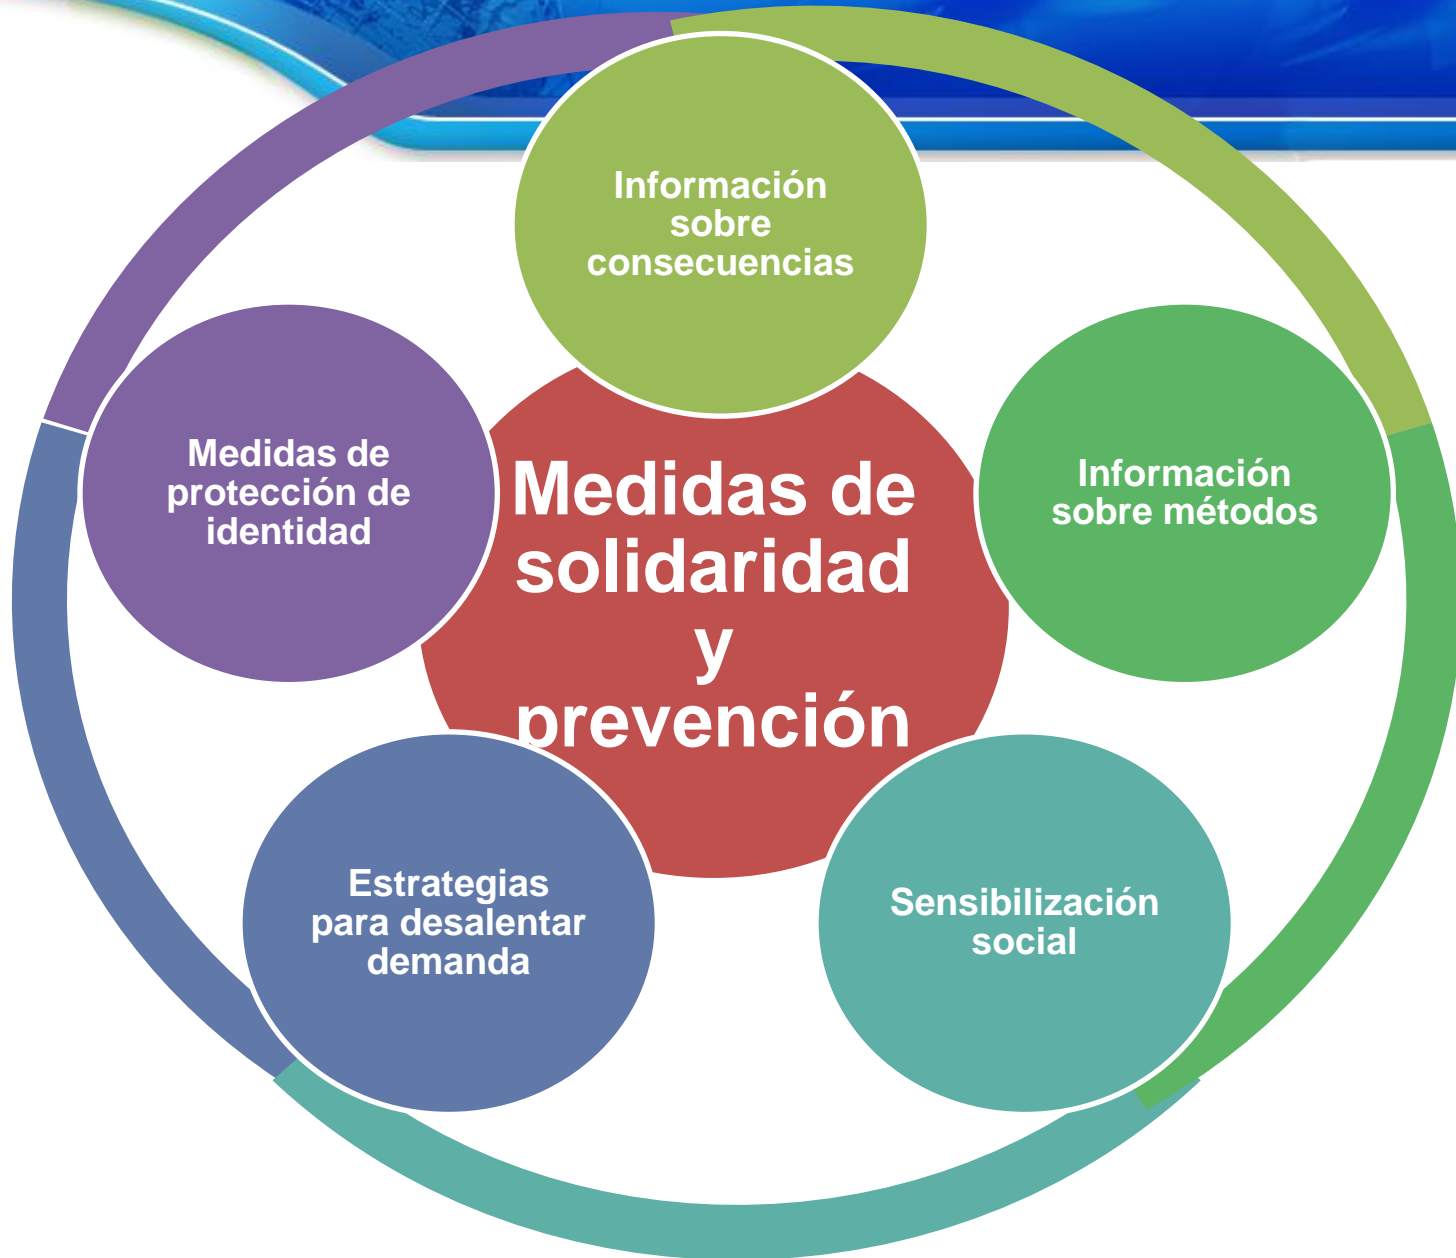 Información
sobre
consecuencias
Información
sobre métodos
Sensibilización
social
Estrategias
para desalentar
demanda
Medidas de
protección de
identidad
Medidas de
solidaridad
y
prevención